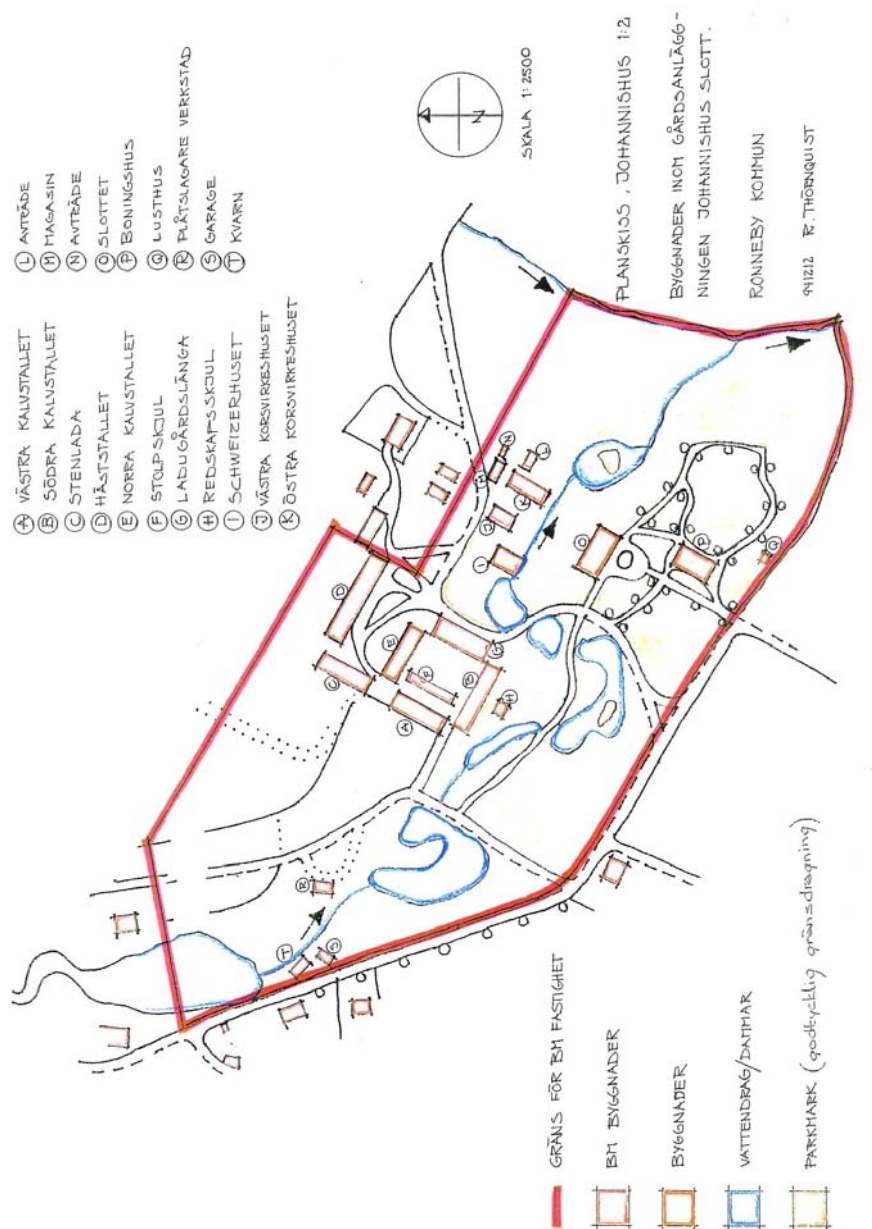 Ⓐ VÄSTRA KALVSTALLET
Ⓑ SÖDRA KALVSTALLET
Ⓒ STENLADA
Ⓓ HÄSTSTALLET
Ⓔ NORRA KALVSTALLET
Ⓕ STOLPSKJUL
Ⓖ LADUGÅRDSLÄNGA
Ⓗ REDSKAPSSKJUL
Ⓘ SCHWEIZERHUSET
Ⓙ VÄSTRA KORSVIRKESHUSET
Ⓚ ÖSTRA KORSVIRKESHUSET
Ⓛ AVTRÄDE
Ⓜ MAGASIN
Ⓝ AVTRÄDE
Ⓞ SLOTTET
Ⓟ BONINGSHUS
Ⓠ LUSTHUS
Ⓡ PLÅTSLAGARE VERKSTAD
Ⓢ GARAGE
Ⓣ KVARN
N
SKALA 1:2500
T
S
R
A
C
D
E
F
B
G
H
I
J
K
M
N
L
O
P
Q
GRÄNS FÖR BM FASTIGHET
BM BYGGNADER
BYGGNADER
VATTENDRAG/DAMMAR
PARKMARK (godtycklig gränsdragning)
PLANSKISS, JOHANNISHUS 1:2
BYGGNADER INOM GÅRDSANLÄGG-
NINGEN JOHANNISHUS SLOTT.
RONNEBY KOMMUN
941212 R. THÖRNQUIST